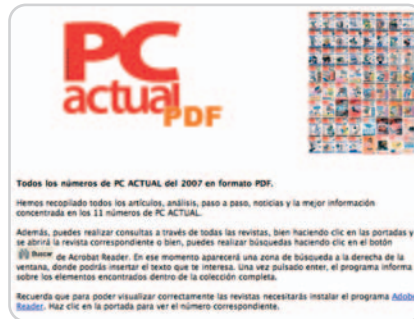 PC
actual
PDF
Todos los números de PC ACTUAL del 2007 en formato PDF.
Hemos recopilado todos los artículos, análisis, paso a paso, noticias y la mejor información
concentrada en los 11 números de PC ACTUAL.
Además, puedes realizar consultas a través de todas las revistas, bien haciendo clic en las portadas y
se abrirá la revista correspondiente o bien, puedes realizar búsquedas haciendo clic en el botón
Buscar de Acrobat Reader. En ese momento aparecerá una zona de búsqueda a la derecha de la
ventana, donde podrás insertar el texto que te interesa. Una vez pulsado enter, el programa informa
sobre los elementos encontrados dentro de la colección completa.
Recuerda que para poder visualizar correctamente las revistas necesitarás instalar el programa Adobe
Reader. Haz clic en la portada para ver el número correspondiente.